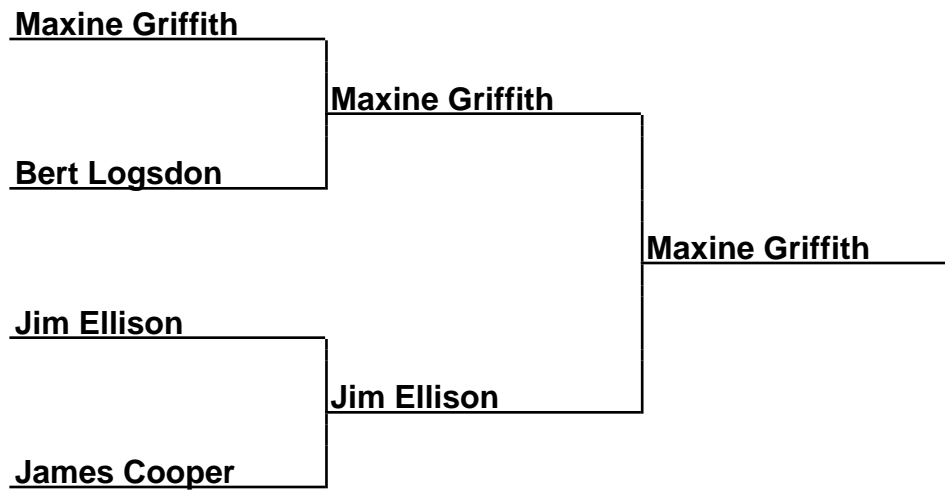 Maxine Griffith
Maxine Griffith
Bert Logsdon
Maxine Griffith
Jim Ellison
Jim Ellison
James Cooper